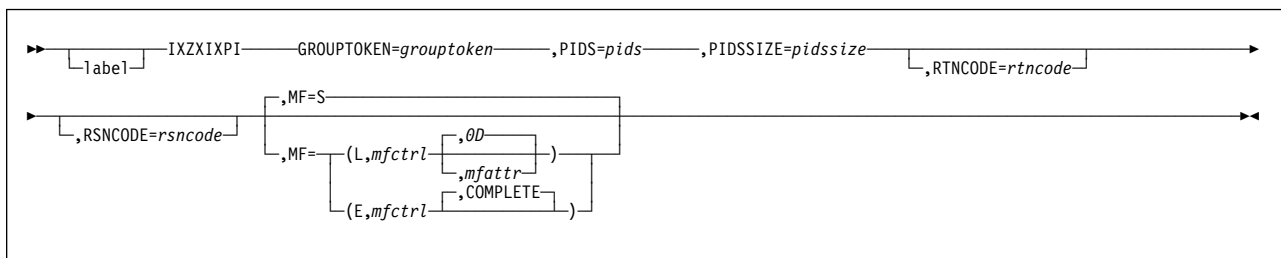 IXZXIXPI GROUPTOKEN=grouptoken ,PIDS=pids ,PIDSSIZE=pidssize
label ,RTNCODE=rtncode
,MF=S
,RSNCODE=rsncode ,0D
,MF= (L,mfctrl )
,mfattr
,COMPLETE
(E,mfctrl )